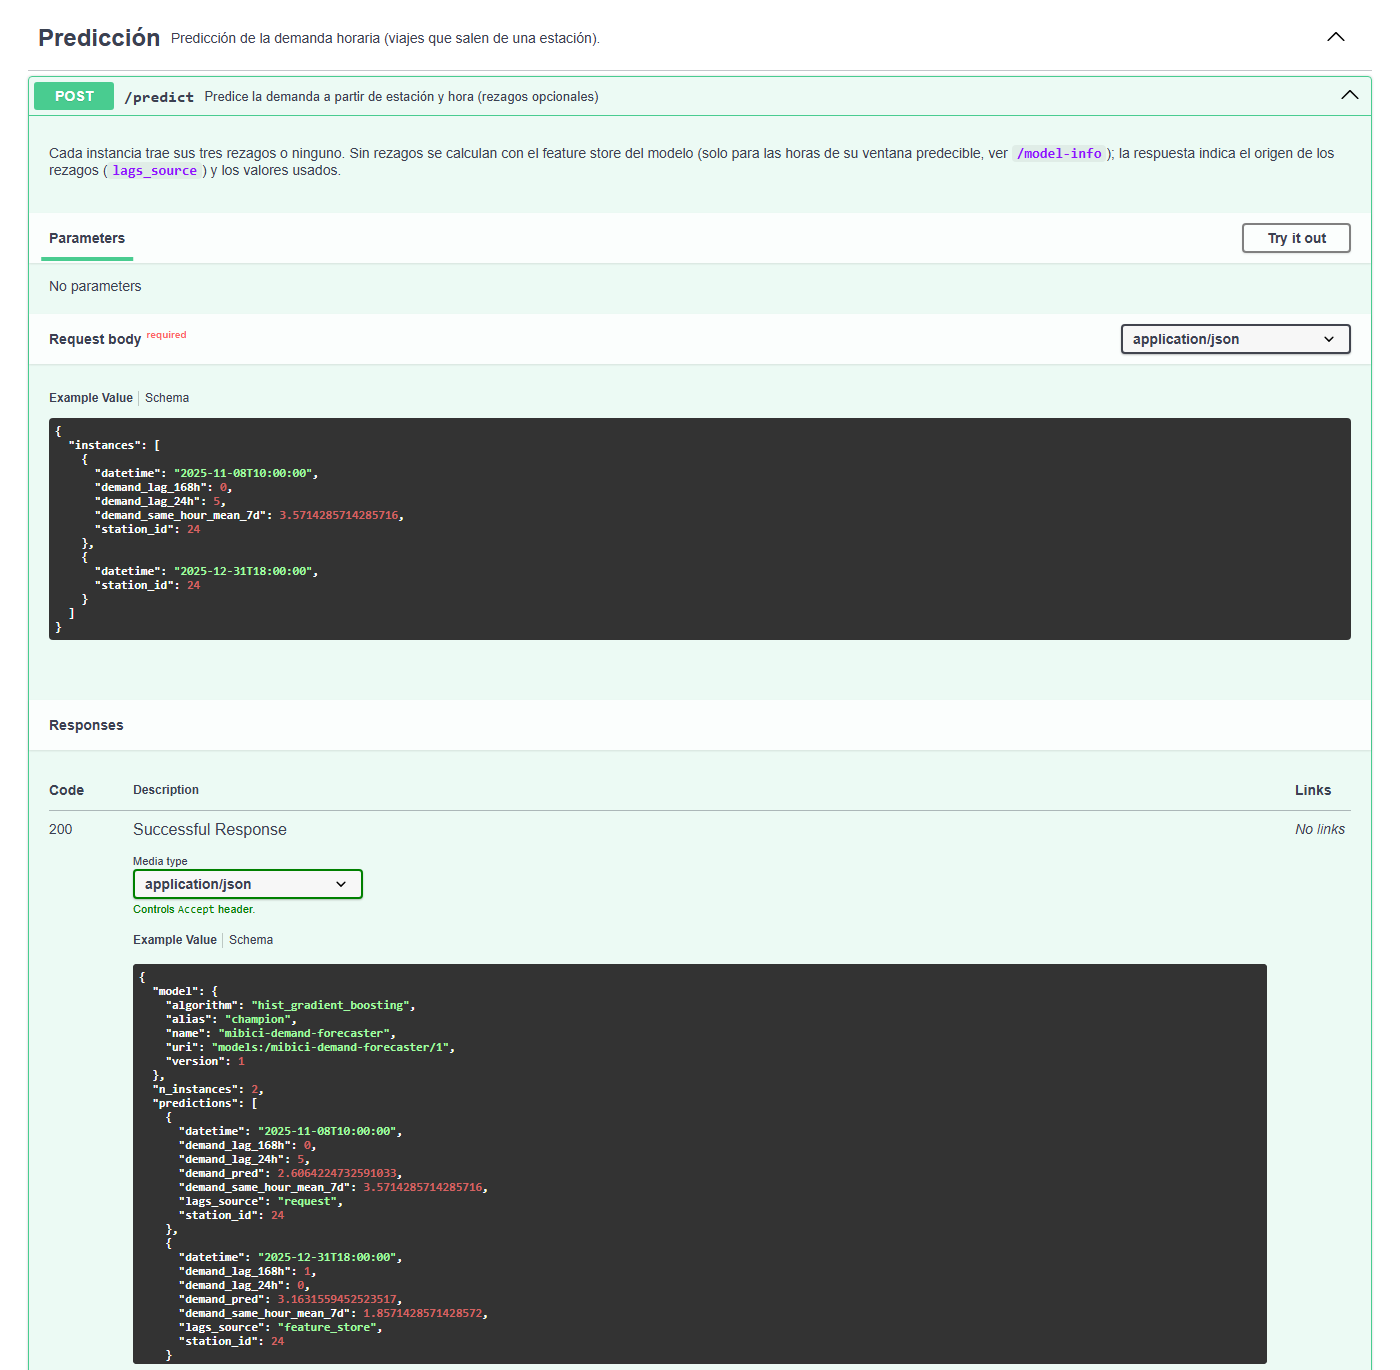 Predicción Predicción de la demanda horaria (viajes que salen de una estación).
POST /predict Predice la demanda a partir de estación y hora (rezagos opcionales)
Cada instancia trae sus tres rezagos o ninguno. Sin rezagos se calculan con el feature store del modelo (solo para las horas de su ventana predecible, ver /model-info ); la respuesta indica el origen de los
rezagos ( lags_source ) y los valores usados.
Parameters
Try it out
No parameters
Request body required
application/json
Example Value Schema
{
  "instances": [
    {
      "datetime": "2025-11-08T10:00:00",
      "demand_lag_168h": 0,
      "demand_lag_24h": 5,
      "demand_same_hour_mean_7d": 3.5714285714285716,
      "station_id": 24
    },
    {
      "datetime": "2025-12-31T18:00:00",
      "station_id": 24
    }
  ]
}
Responses
Code Description Links
200 Successful Response No links
Media type
application/json
Controls Accept header.
Example Value Schema
{
  "model": {
    "algorithm": "hist_gradient_boosting",
    "alias": "champion",
    "name": "mibici-demand-forecaster",
    "uri": "models:/mibici-demand-forecaster/1",
    "version": 1
  },
  "n_instances": 2,
  "predictions": [
    {
      "datetime": "2025-11-08T10:00:00",
      "demand_lag_168h": 0,
      "demand_lag_24h": 5,
      "demand_pred": 2.6064224732591033,
      "demand_same_hour_mean_7d": 3.5714285714285716,
      "lags_source": "request",
      "station_id": 24
    },
    {
      "datetime": "2025-12-31T18:00:00",
      "demand_lag_168h": 1,
      "demand_lag_24h": 0,
      "demand_pred": 3.1631559452523517,
      "demand_same_hour_mean_7d": 1.8571428571428572,
      "lags_source": "feature_store",
      "station_id": 24
    }